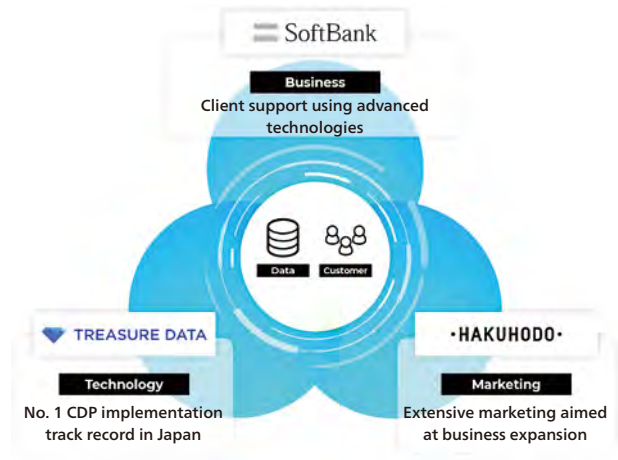 SoftBank
Business
Client support using advanced
technologies
Data
Customer
TREASURE DATA
Technology
No. 1 CDP implementation
track record in Japan
·HAKUHODO·
Marketing
Extensive marketing aimed
at business expansion